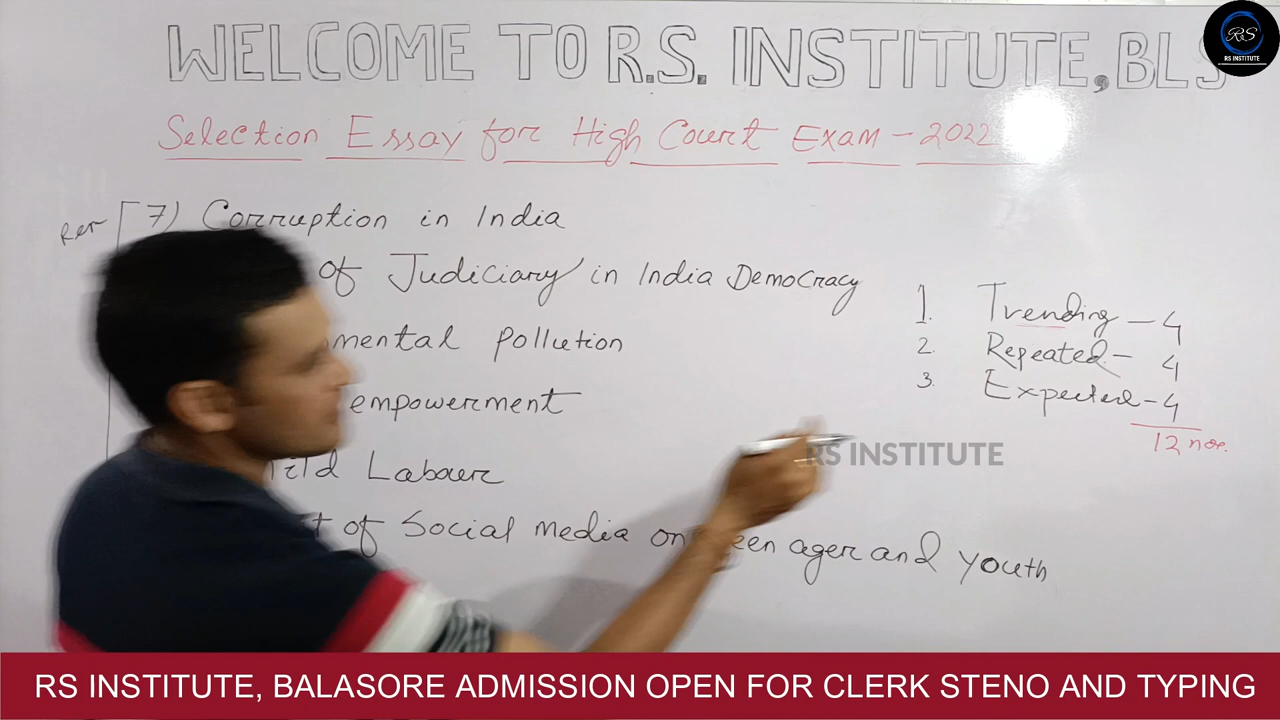 WELCOME TO R.S. INSTITUTE, BLS
RS
RS INSTITUTE
Selection Essay for High Court Exam - 2022
7) Corruption in India
of Judiciary in India Democracy
mental pollution
empowerment
Labour
of Social media on teen ager and youth
1. Trending - 4
2. Repeated - 4
3. Expected - 4
12 nos.
RS INSTITUTE
RS INSTITUTE, BALASORE ADMISSION OPEN FOR CLERK STENO AND TYPING